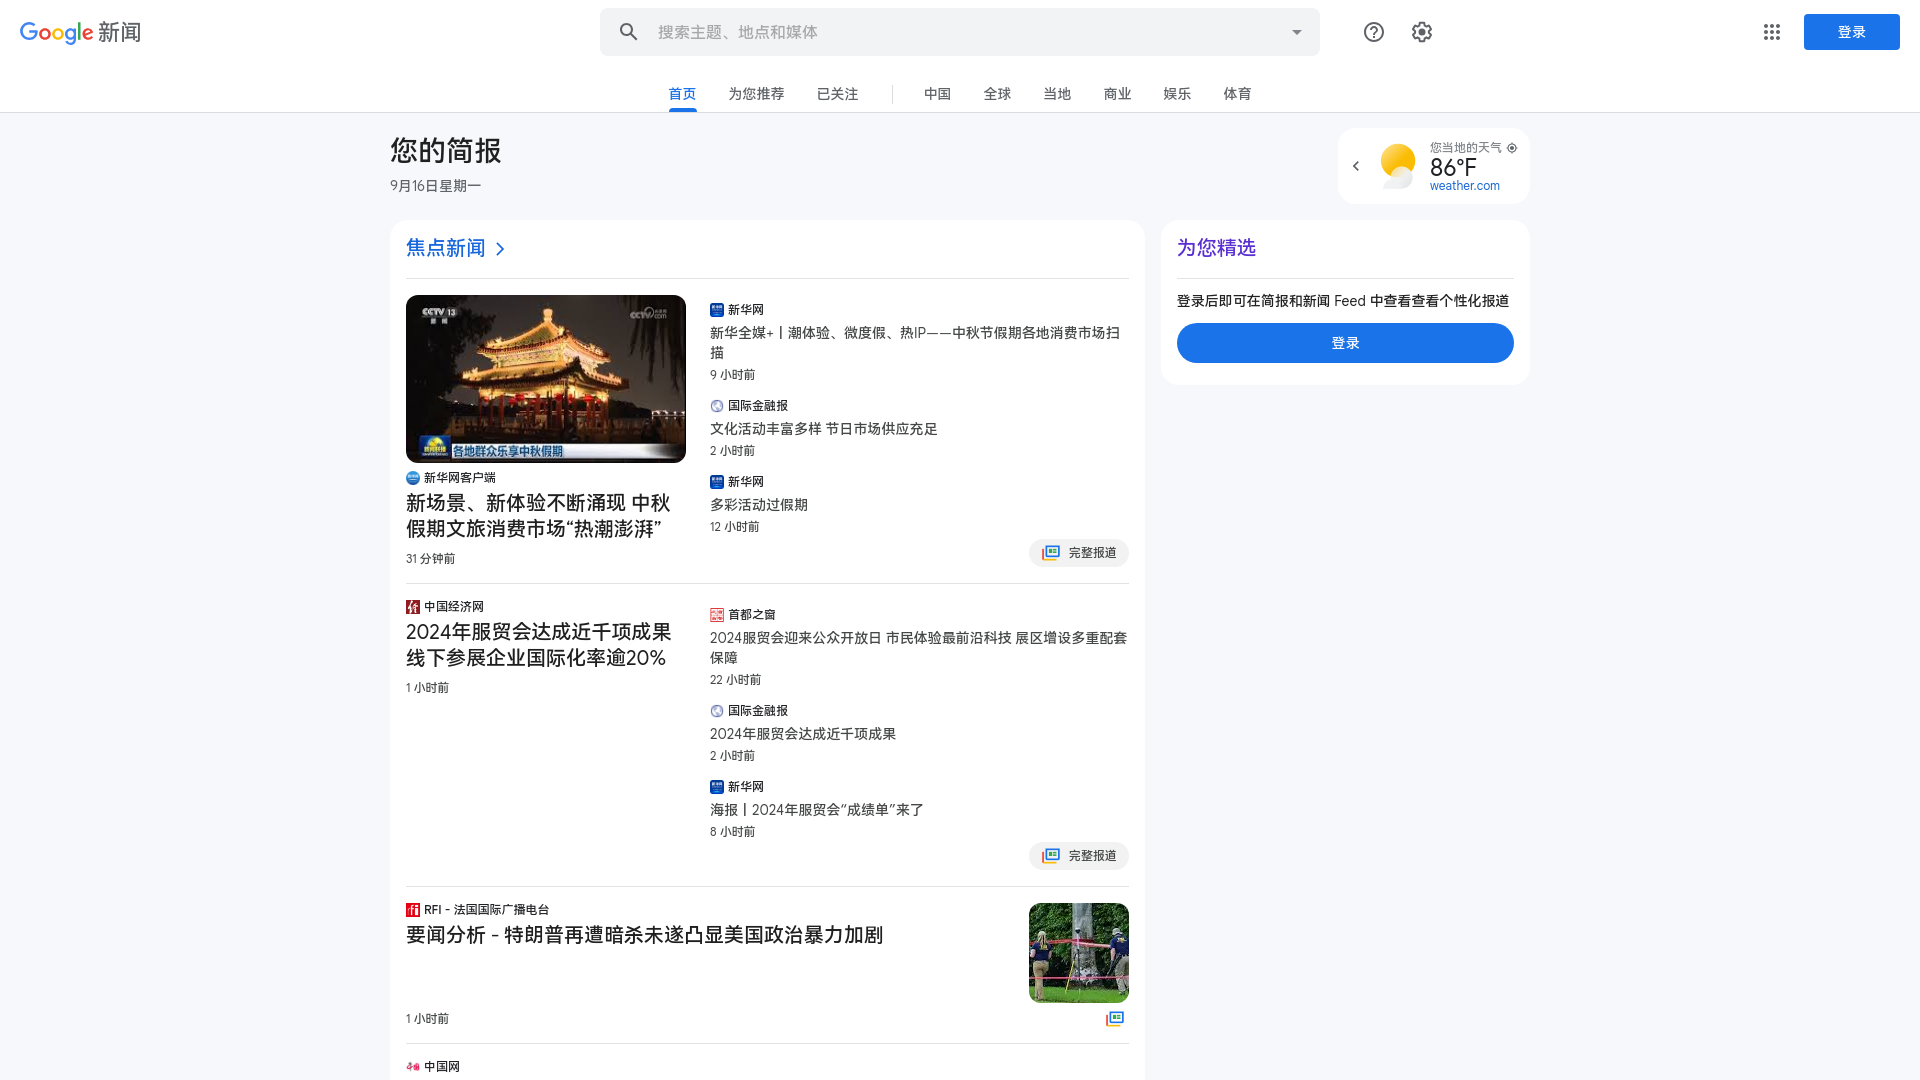 Google 新闻
搜索主题、地点和媒体
登录
首页
为您推荐
已关注
中国
全球
当地
商业
娱乐
体育
您的简报
9月16日星期一
您当地的天气
86°F
weather.com
焦点新闻
CCTV 13
新闻
各地群众乐享中秋假期
新华网客户端
新场景、新体验不断涌现 中秋
假期文旅消费市场“热潮澎湃”
31 分钟前
新华网
新华全媒+丨潮体验、微度假、热IP——中秋节假期各地消费市场扫
描
9 小时前
国际金融报
文化活动丰富多样 节日市场供应充足
2 小时前
新华网
多彩活动过假期
12 小时前
完整报道
中国经济网
2024年服贸会达成近千项成果
线下参展企业国际化率逾20%
1 小时前
首都之窗
2024服贸会迎来公众开放日 市民体验最前沿科技 展区增设多重配套
保障
22 小时前
国际金融报
2024年服贸会达成近千项成果
2 小时前
新华网
海报丨2024年服贸会“成绩单”来了
8 小时前
完整报道
RFI - 法国国际广播电台
要闻分析 - 特朗普再遭暗杀未遂凸显美国政治暴力加剧
1 小时前
中国网
为您精选
登录后即可在简报和新闻 Feed 中查看查看个性化报道
登录